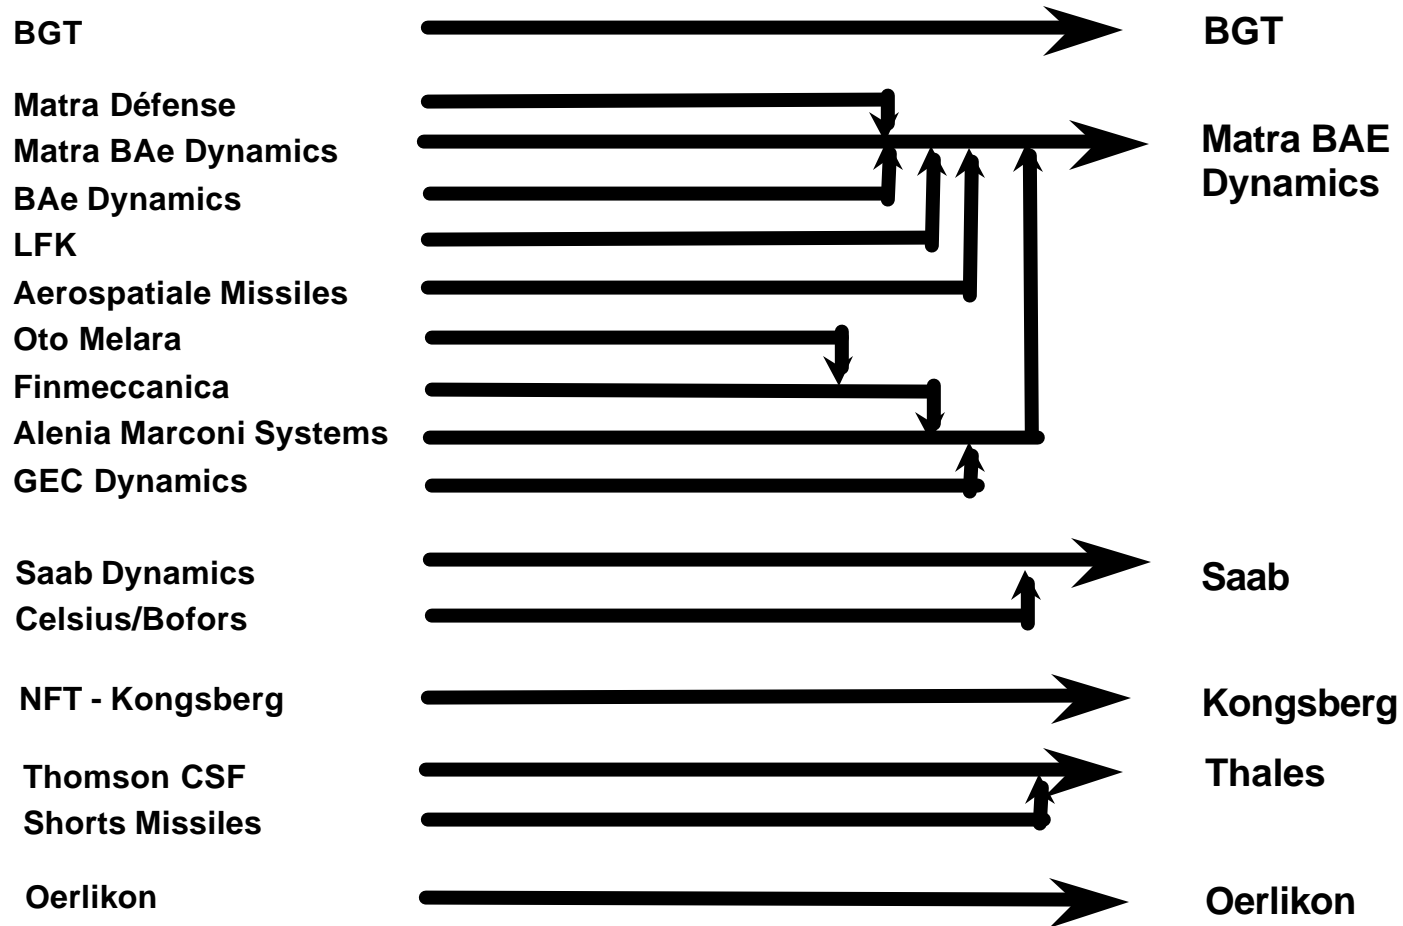 BGT
BGT
Matra Défense
Matra BAe Dynamics
Matra BAE
Dynamics
BAe Dynamics
LFK
Aerospatiale Missiles
Oto Melara
Finmeccanica
Alenia Marconi Systems
GEC Dynamics
Saab Dynamics
Saab
Celsius/Bofors
NFT - Kongsberg
Kongsberg
Thomson CSF
Thales
Shorts Missiles
Oerlikon
Oerlikon